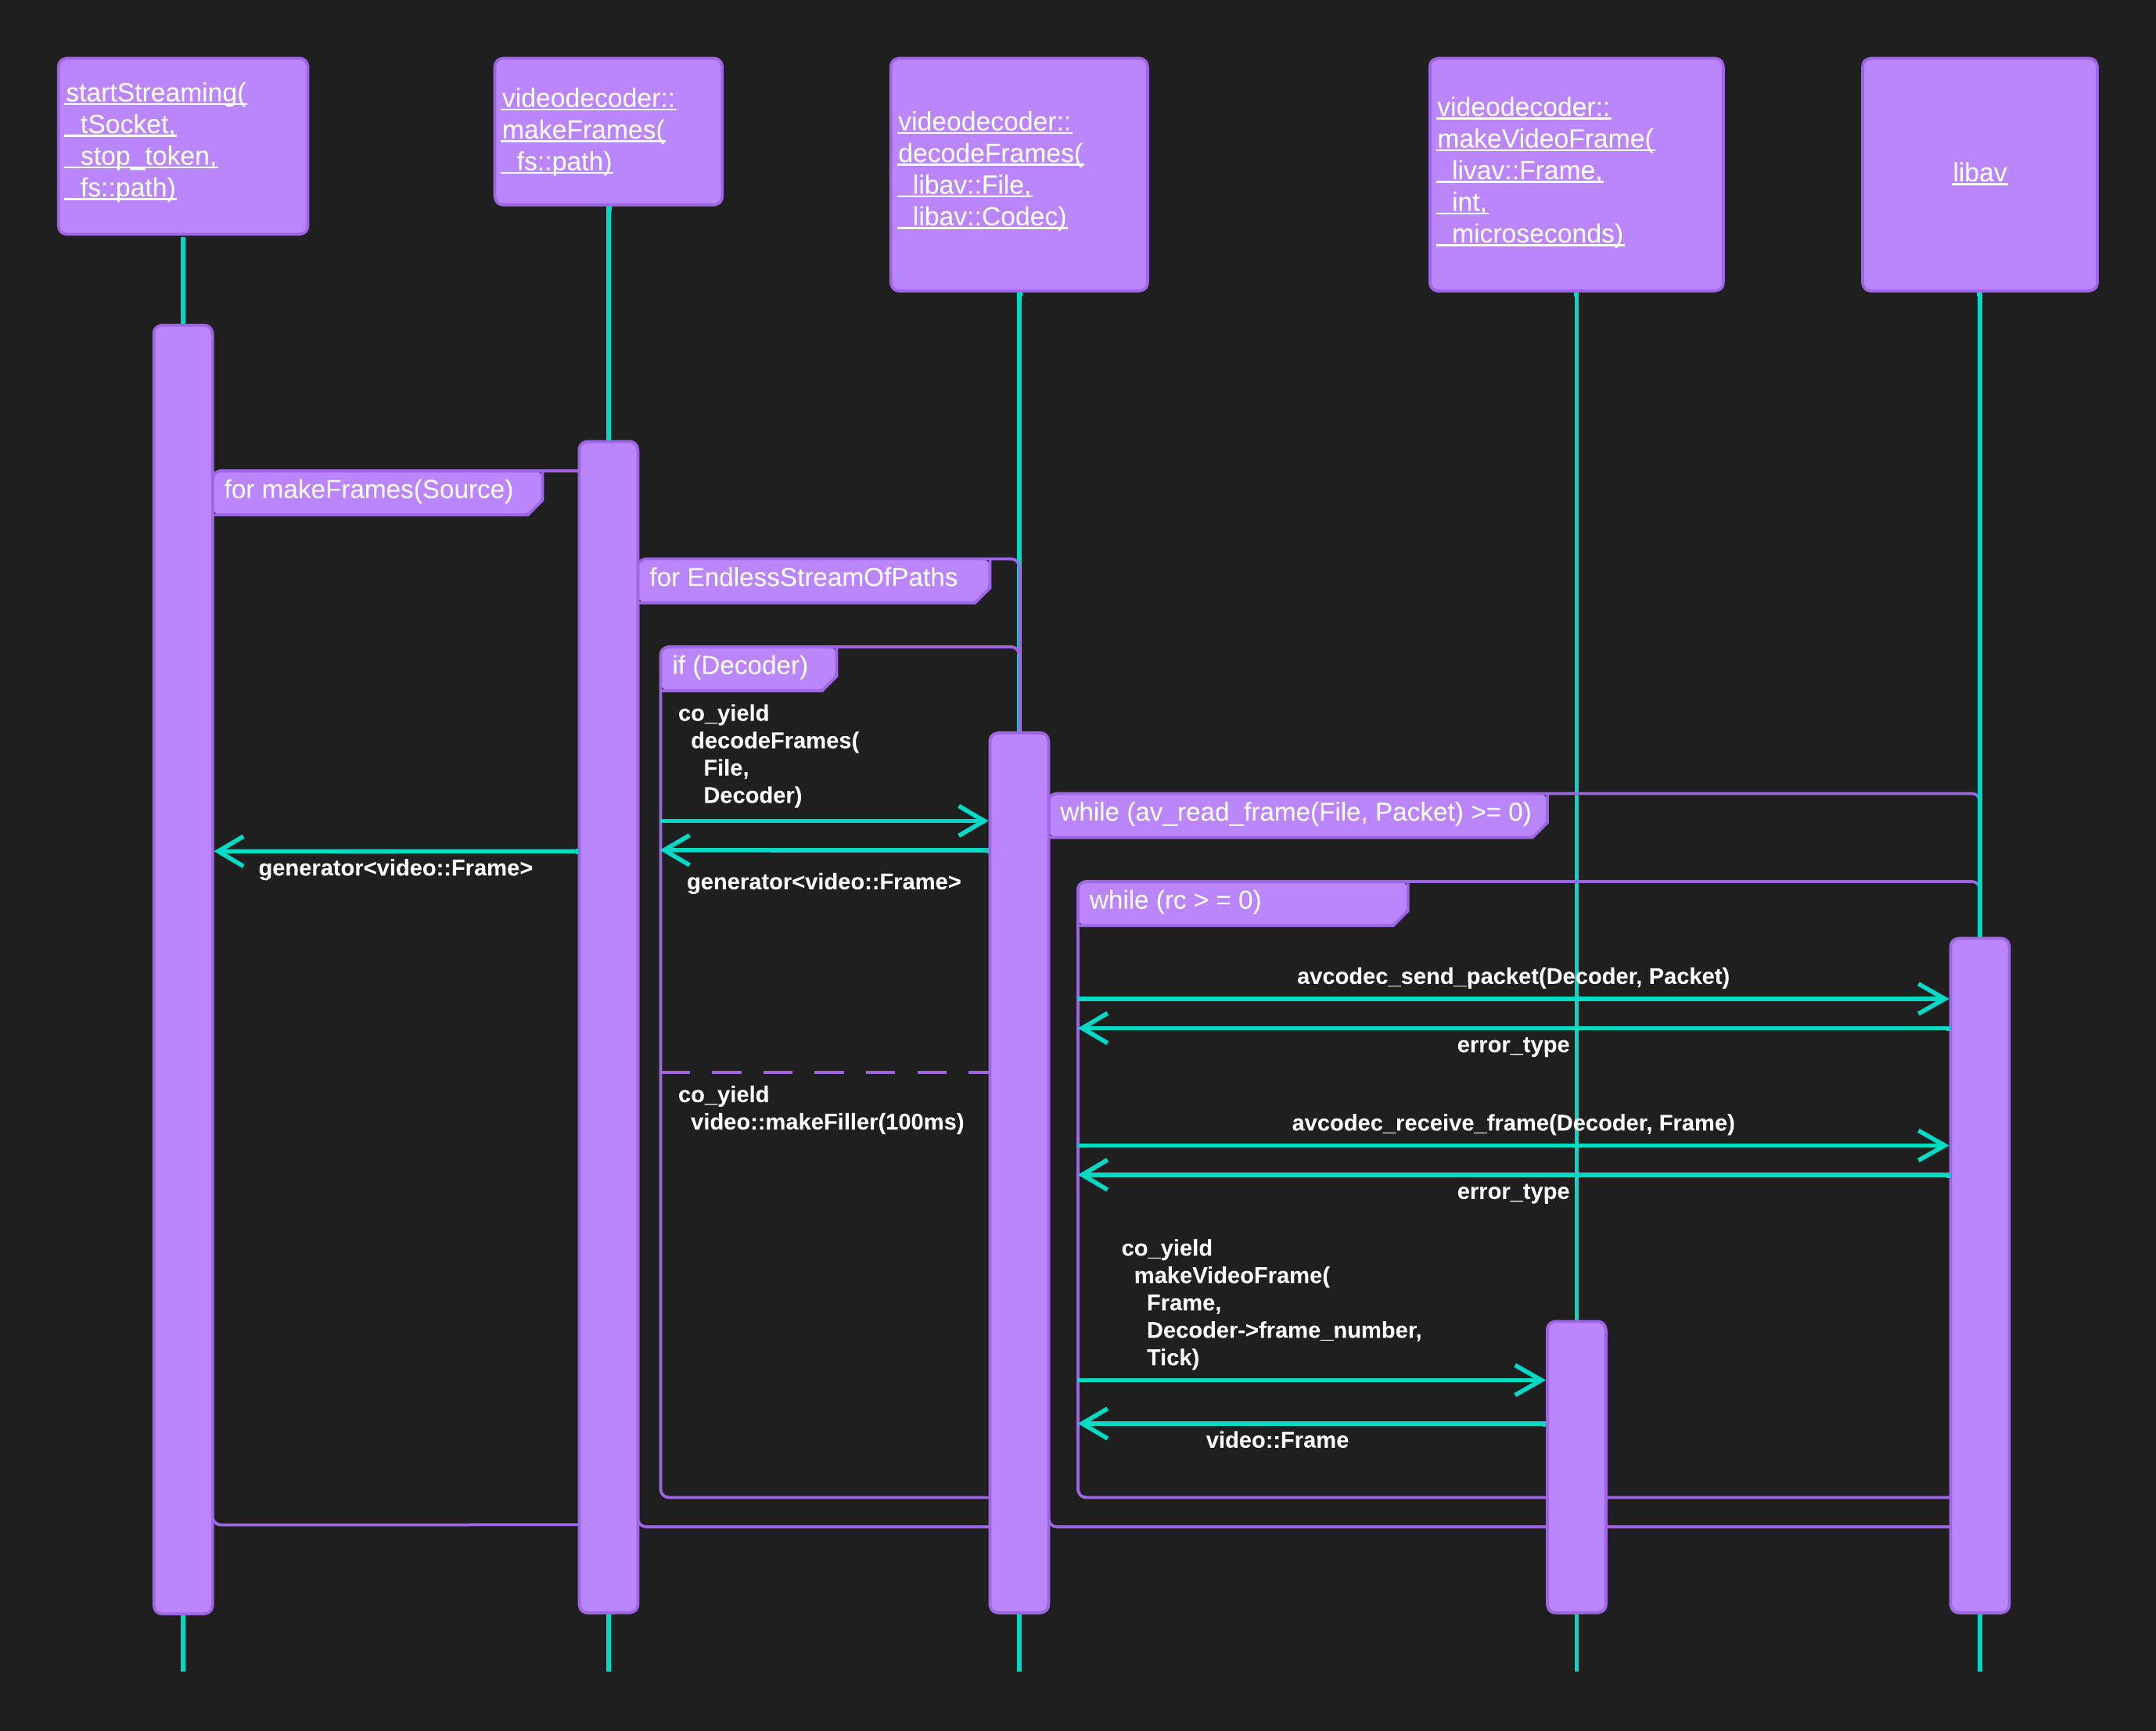 startStreaming(
  tSocket,
  stop_token,
  fs::path)
videodecoder::
makeFrames(
  fs::path)
videodecoder::
decodeFrames(
  libav::File,
  libav::Codec)
videodecoder::
makeVideoFrame(
  livav::Frame,
  int,
  microseconds)
libav
for makeFrames(Source)
for EndlessStreamOfPaths
if (Decoder)
co_yield
  decodeFrames(
    File,
    Decoder)
generator<video::Frame>
generator<video::Frame>
co_yield
  video::makeFiller(100ms)
while (av_read_frame(File, Packet) >= 0)
while (rc > = 0)
avcodec_send_packet(Decoder, Packet)
error_type
avcodec_receive_frame(Decoder, Frame)
error_type
co_yield
  makeVideoFrame(
    Frame,
    Decoder->frame_number,
    Tick)
video::Frame